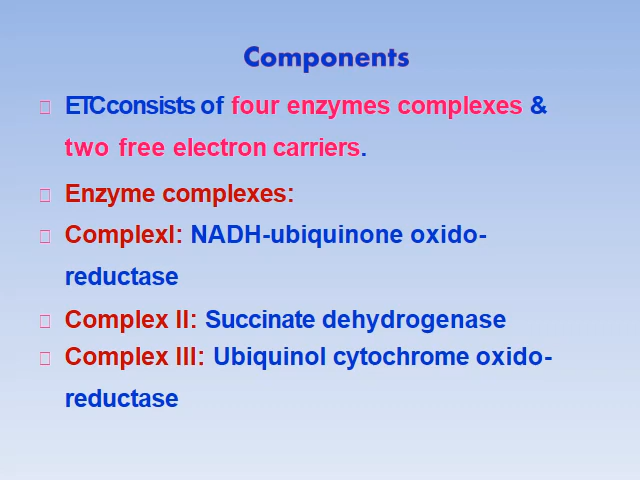 Components
ETCconsists of four enzymes complexes &
two free electron carriers.
Enzyme complexes:
ComplexI: NADH-ubiquinone oxido-
reductase
Complex II: Succinate dehydrogenase
Complex III: Ubiquinol cytochrome oxido-
reductase